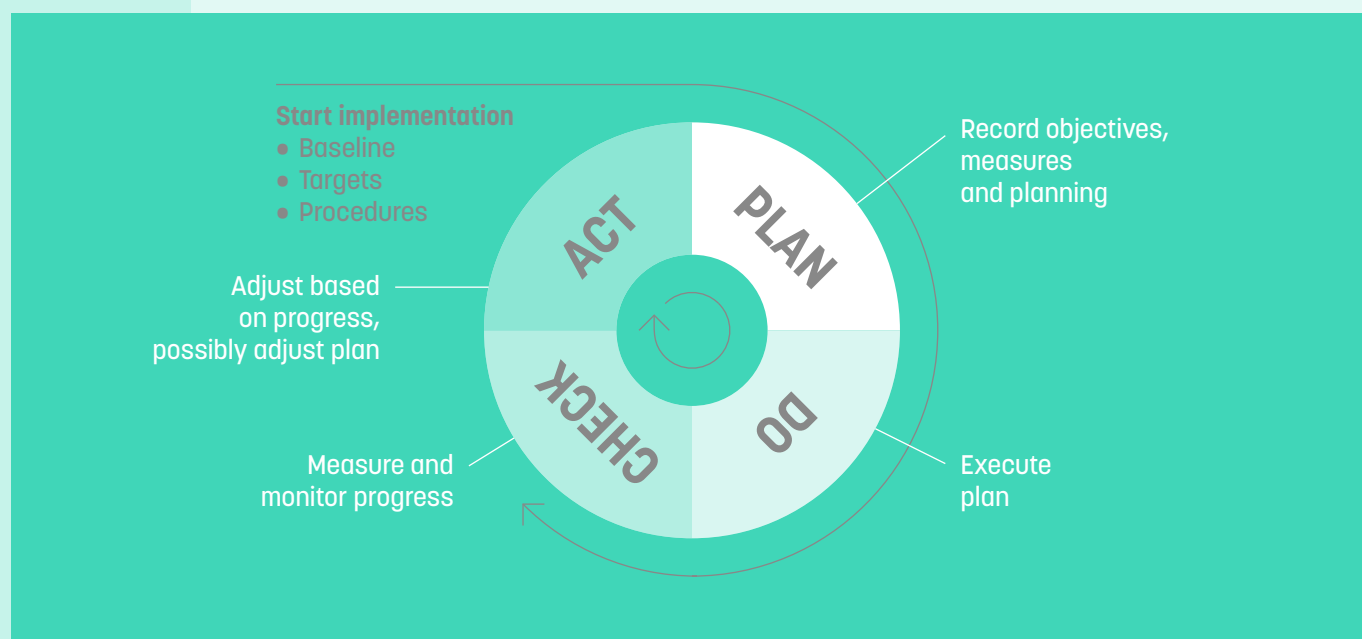 Start implementation
● Baseline
● Targets
● Procedures
ACT
PLAN
Record objectives,
measures
and planning
Adjust based
on progress,
possibly adjust plan
CHECK
DO
Measure and
monitor progress
Execute
plan